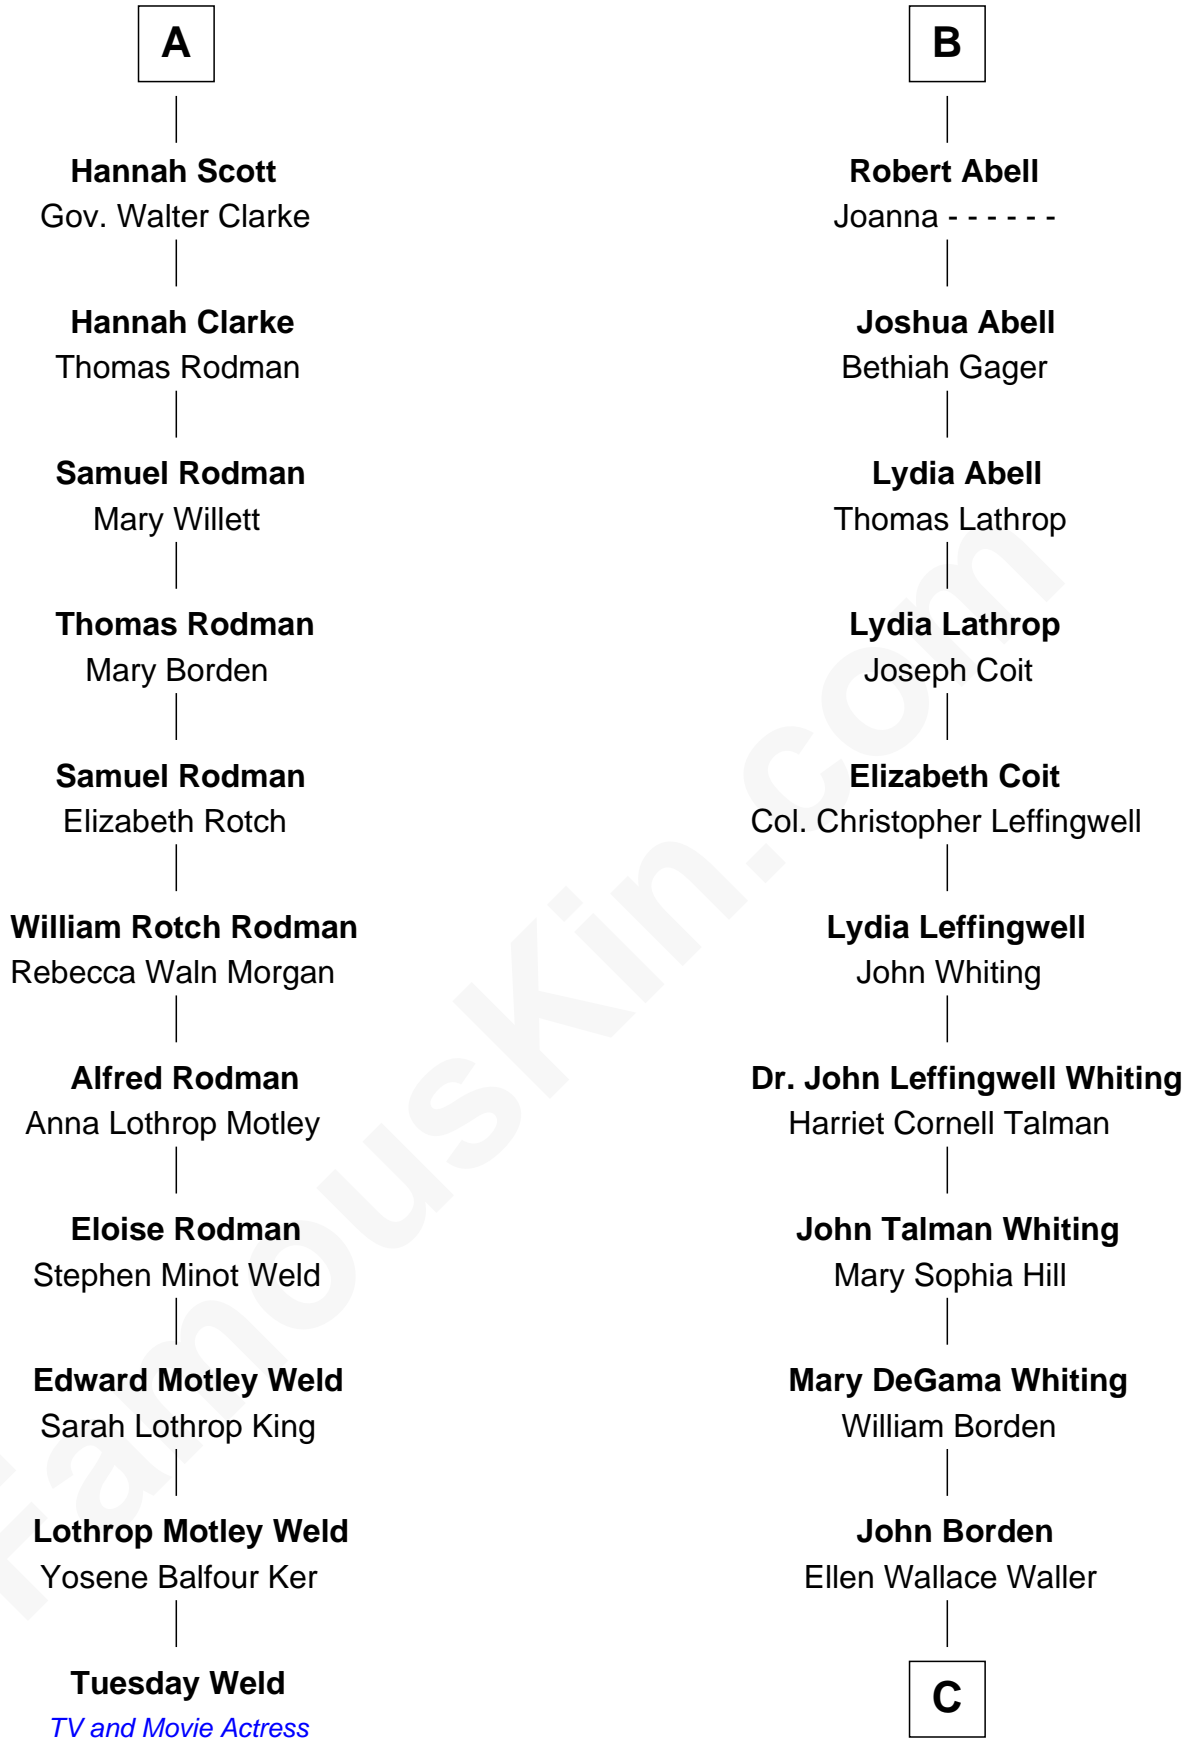 A
Hannah Scott
Gov. Walter Clarke
Hannah Clarke
Thomas Rodman
Samuel Rodman
Mary Willett
Thomas Rodman
Mary Borden
Samuel Rodman
Elizabeth Rotch
William Rotch Rodman
Rebecca Waln Morgan
Alfred Rodman
Anna Lothrop Motley
Eloise Rodman
Stephen Minot Weld
Edward Motley Weld
Sarah Lothrop King
Lothrop Motley Weld
Yosene Balfour Ker
Tuesday Weld
TV and Movie Actress
B
Robert Abell
Joanna - - - - - -
Joshua Abell
Bethiah Gager
Lydia Abell
Thomas Lathrop
Lydia Lathrop
Joseph Coit
Elizabeth Coit
Col. Christopher Leffingwell
Lydia Leffingwell
John Whiting
Dr. John Leffingwell Whiting
Harriet Cornell Talman
John Talman Whiting
Mary Sophia Hill
Mary DeGama Whiting
William Borden
John Borden
Ellen Wallace Waller
C
FamousKin.com